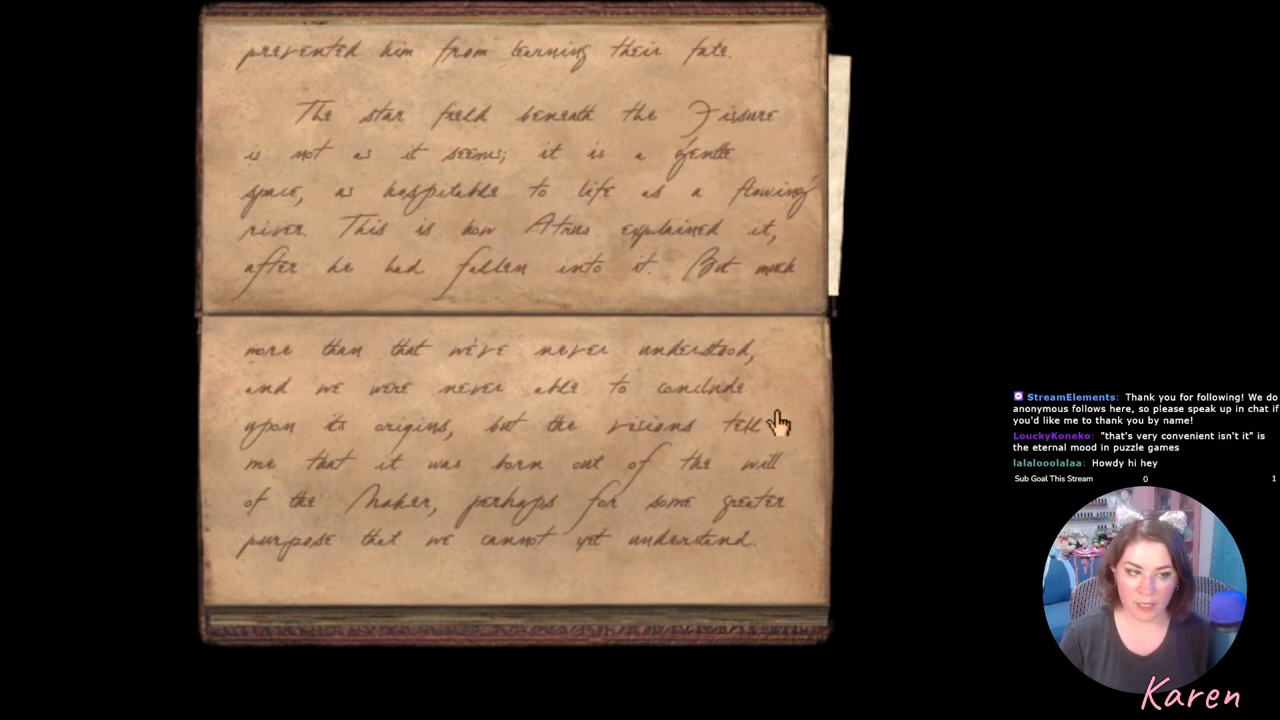 prevented him from learning their fate.
The star field beneath the Fissure
is not as it seems; it is a gentle
space, as hospitable to life as a flowing
river. This is how Atrus explained it,
after he had fallen into it. But much
more than that we've never understood,
and we were never able to conclude
upon its origins, but the visions tell
me that it was born out of the will
of the Maker, perhaps for some greater
purpose that we cannot yet understand.
StreamElements: Thank you for following! We do
anonymous follows here, so please speak up in chat if
you'd like me to thank you by name!
LouckyKoneko: "that's very convenient isn't it" is
the eternal mood in puzzle games
lalalooolalaa: Howdy hi hey
Sub Goal This Stream 0 1
Karen